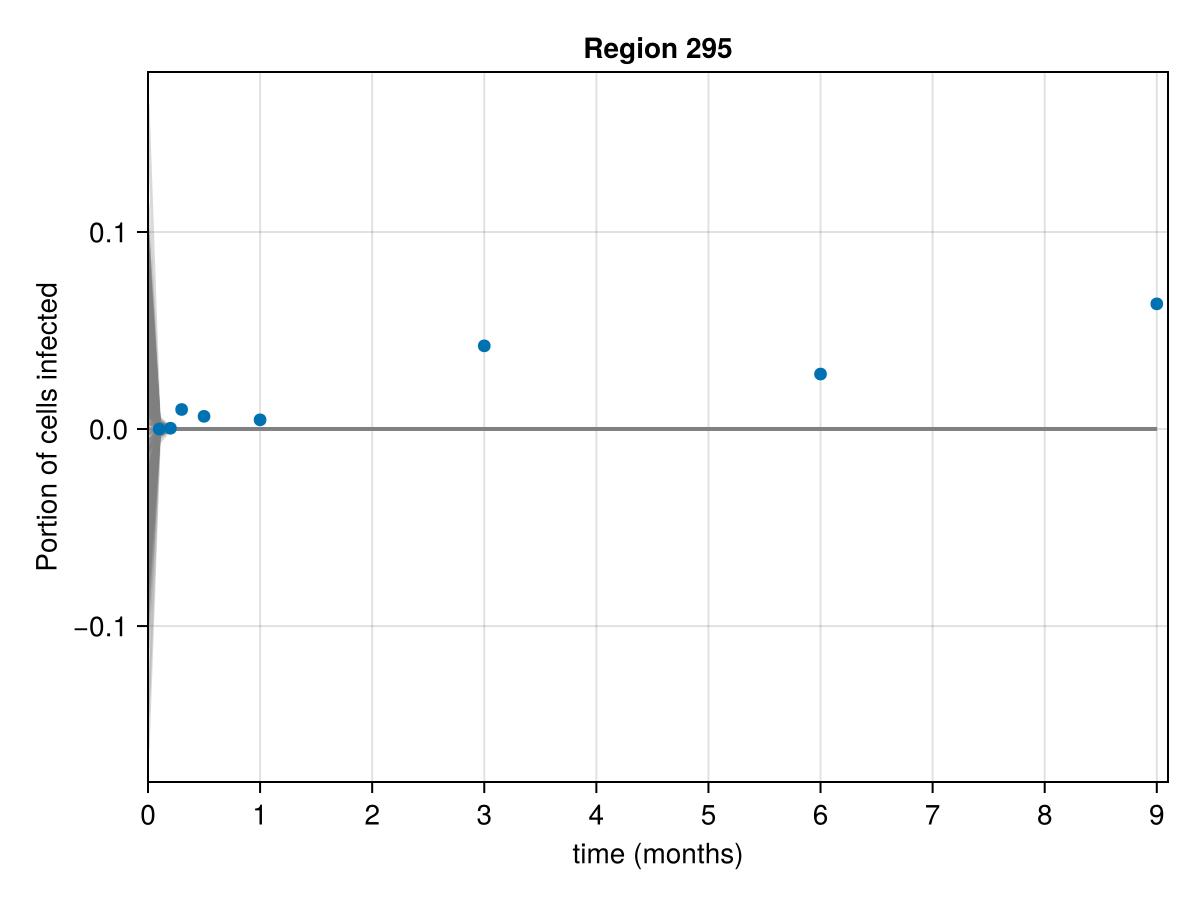 Region 295
Portion of cells infected
0.1
0.0
−0.1
0 1 2 3 4 5 6 7 8 9
time (months)